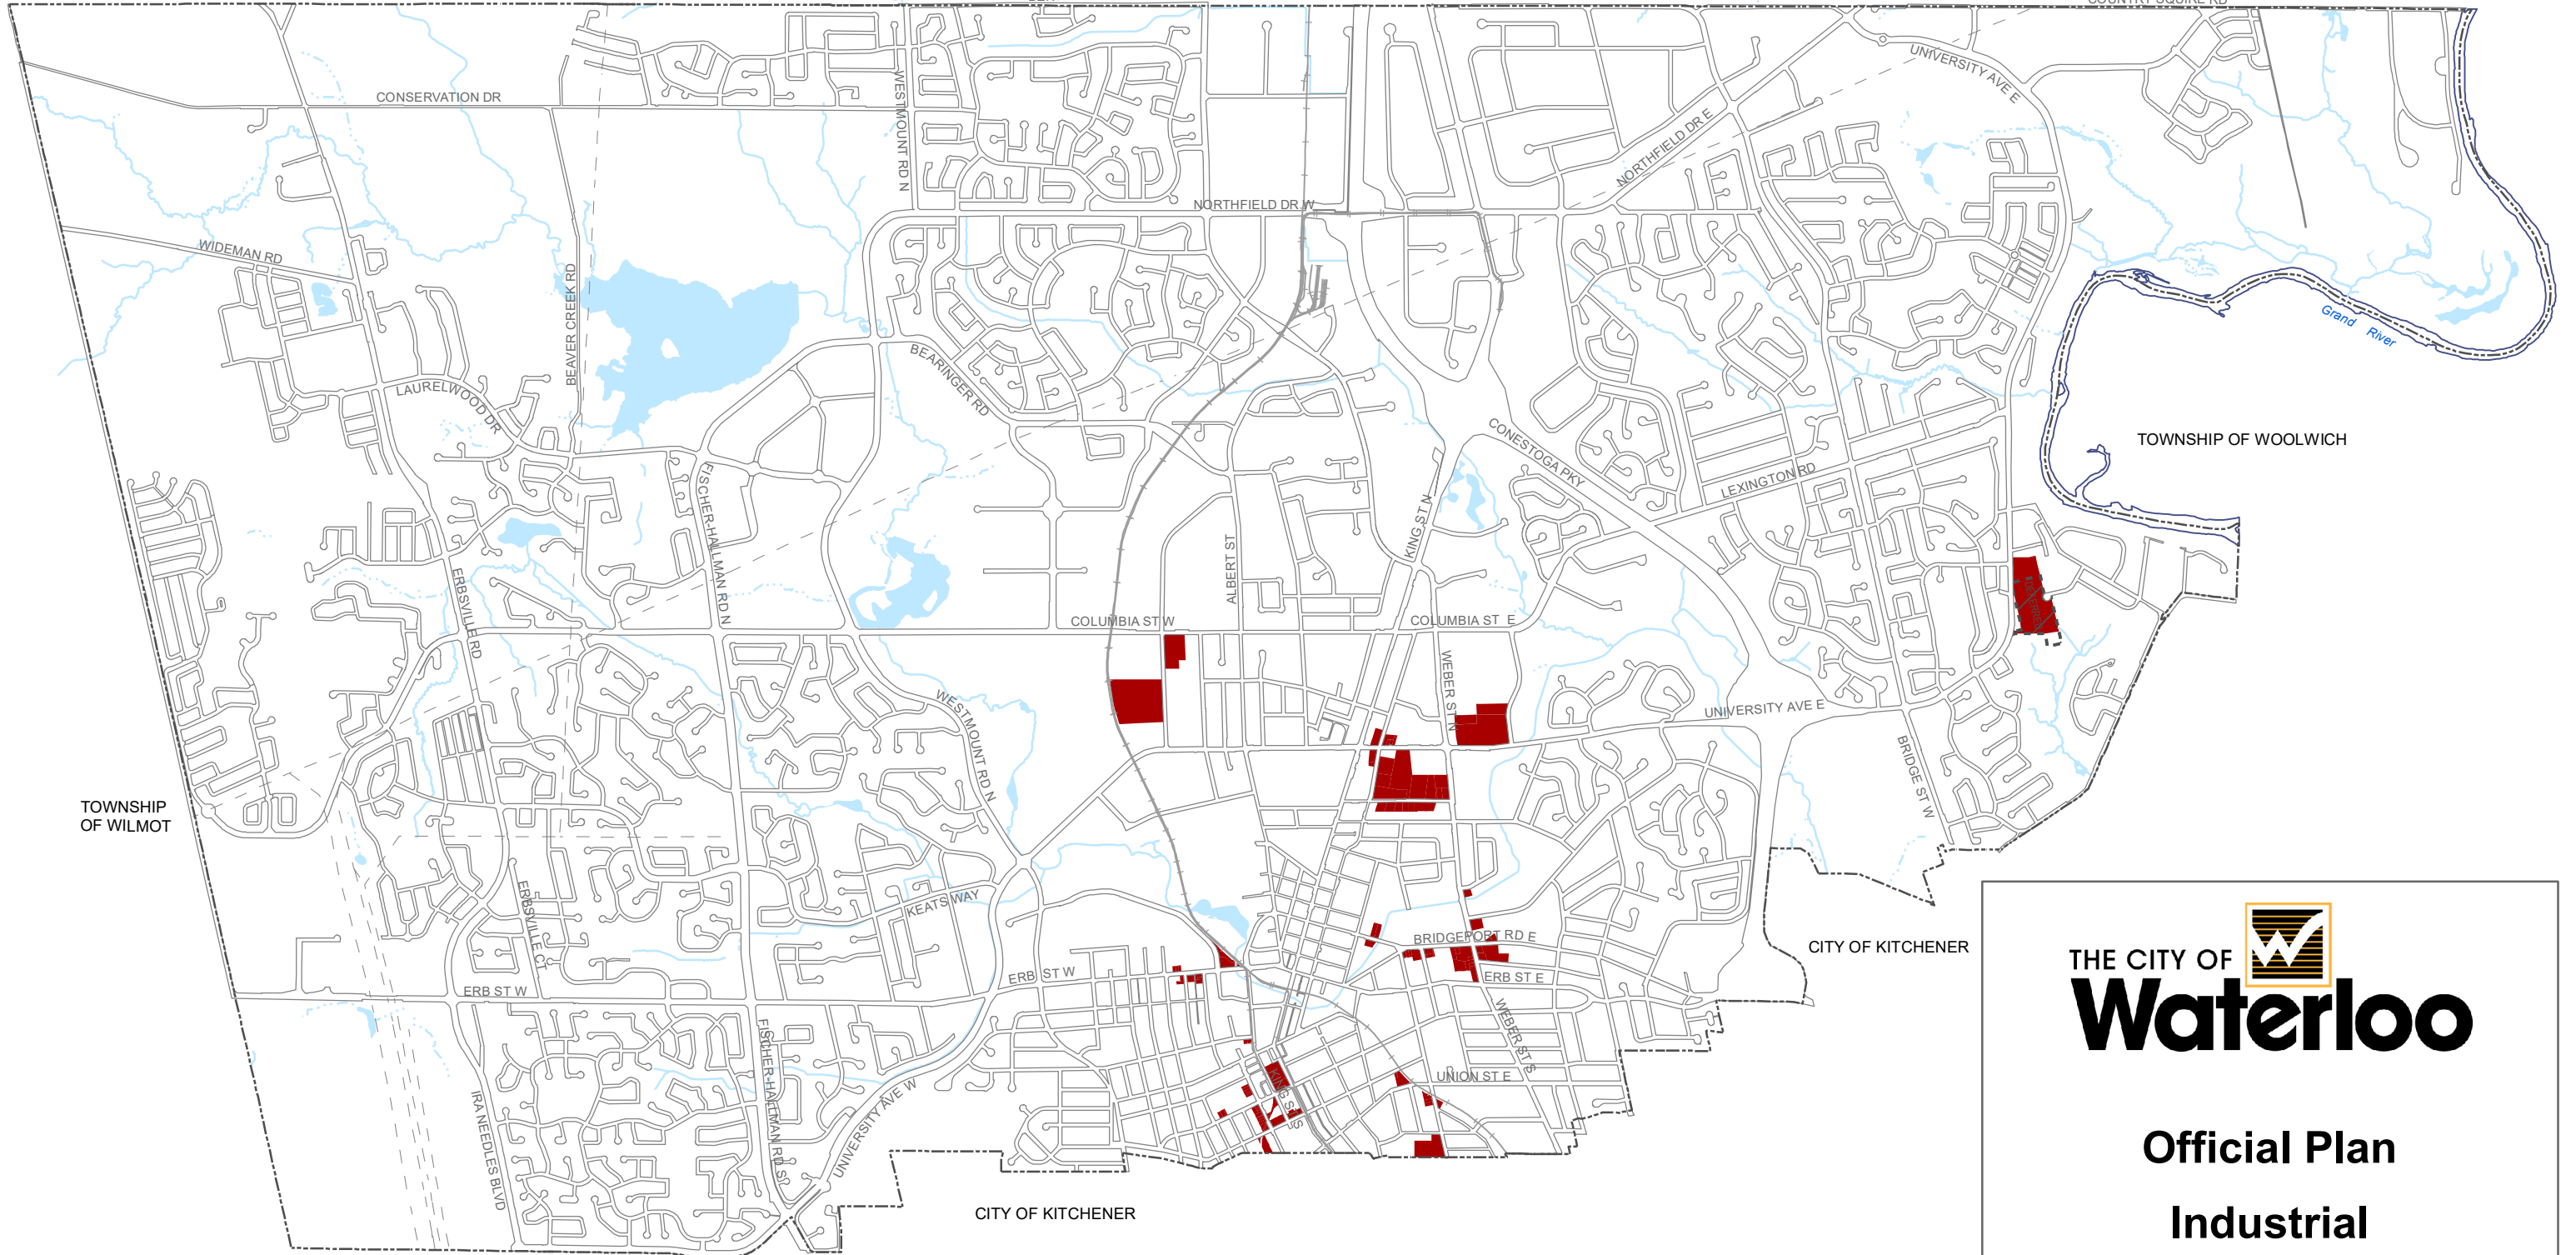 COUNTRY SQUIRE RD
UNIVERSITY AVE E
CONSERVATION DR
WESTMOUNT RD N
NORTHFIELD DR E
NORTHFIELD DR W
WIDEMAN RD
BEAVER CREEK RD
Grand River
BEARINGER RD
LAURELWOOD DR
CONESTOGA PKY
TOWNSHIP OF WOOLWICH
LEXINGTON RD
FISCHER-HALLMAN RD N
KING ST N
ALBERT ST
ERBSVILLE RD
DEFERRED
COLUMBIA ST W
COLUMBIA ST E
WEBER ST N
WESTMOUNT RD N
UNIVERSITY AVE E
BRIDGE ST W
TOWNSHIP
OF WILMOT
KEATS WAY
ERBSVILLE CT
BRIDGEPORT RD E
CITY OF KITCHENER
ERB ST W
ERB ST E
ERB ST W
WEBER ST S
FISCHER-HALLMAN RD S
UNION ST E
KING ST S
IRA NEEDLES BLVD
UNIVERSITY AVE W
CITY OF KITCHENER
THE CITY OF
Waterloo
Official Plan
Industrial